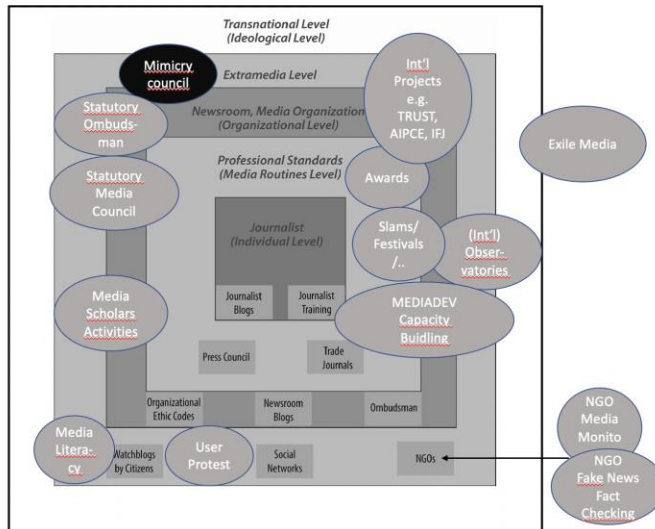 Transnational Level
(Ideological Level)
Mimicry
council
Extramedia Level
Int'l
Projects
e.g.
TRUST,
AIPCE, IFJ
Statutory
Ombuds-
man
Newsroom, Media Organization
(Organizational Level)
Exile Media
Professional Standards
(Media Routines Level)
Awards
Statutory
Media
Council
Journalist
(Individual Level)
Slams/
Festivals
/..
(Int'l)
Obser-
vatories
Journalist
Blogs
Journalist
Training
Media
Scholars
Activities
MEDIADEV
Capacity
Buidling
Press Council
Trade
Journals
Organizational
Ethic Codes
Newsroom
Blogs
Ombudsman
NGO
Media
Monito
Media
Litera-
cy
Watchblogs
by Citizens
User
Protest
Social
Networks
NGOs
NGO
Fake News
Fact
Checking